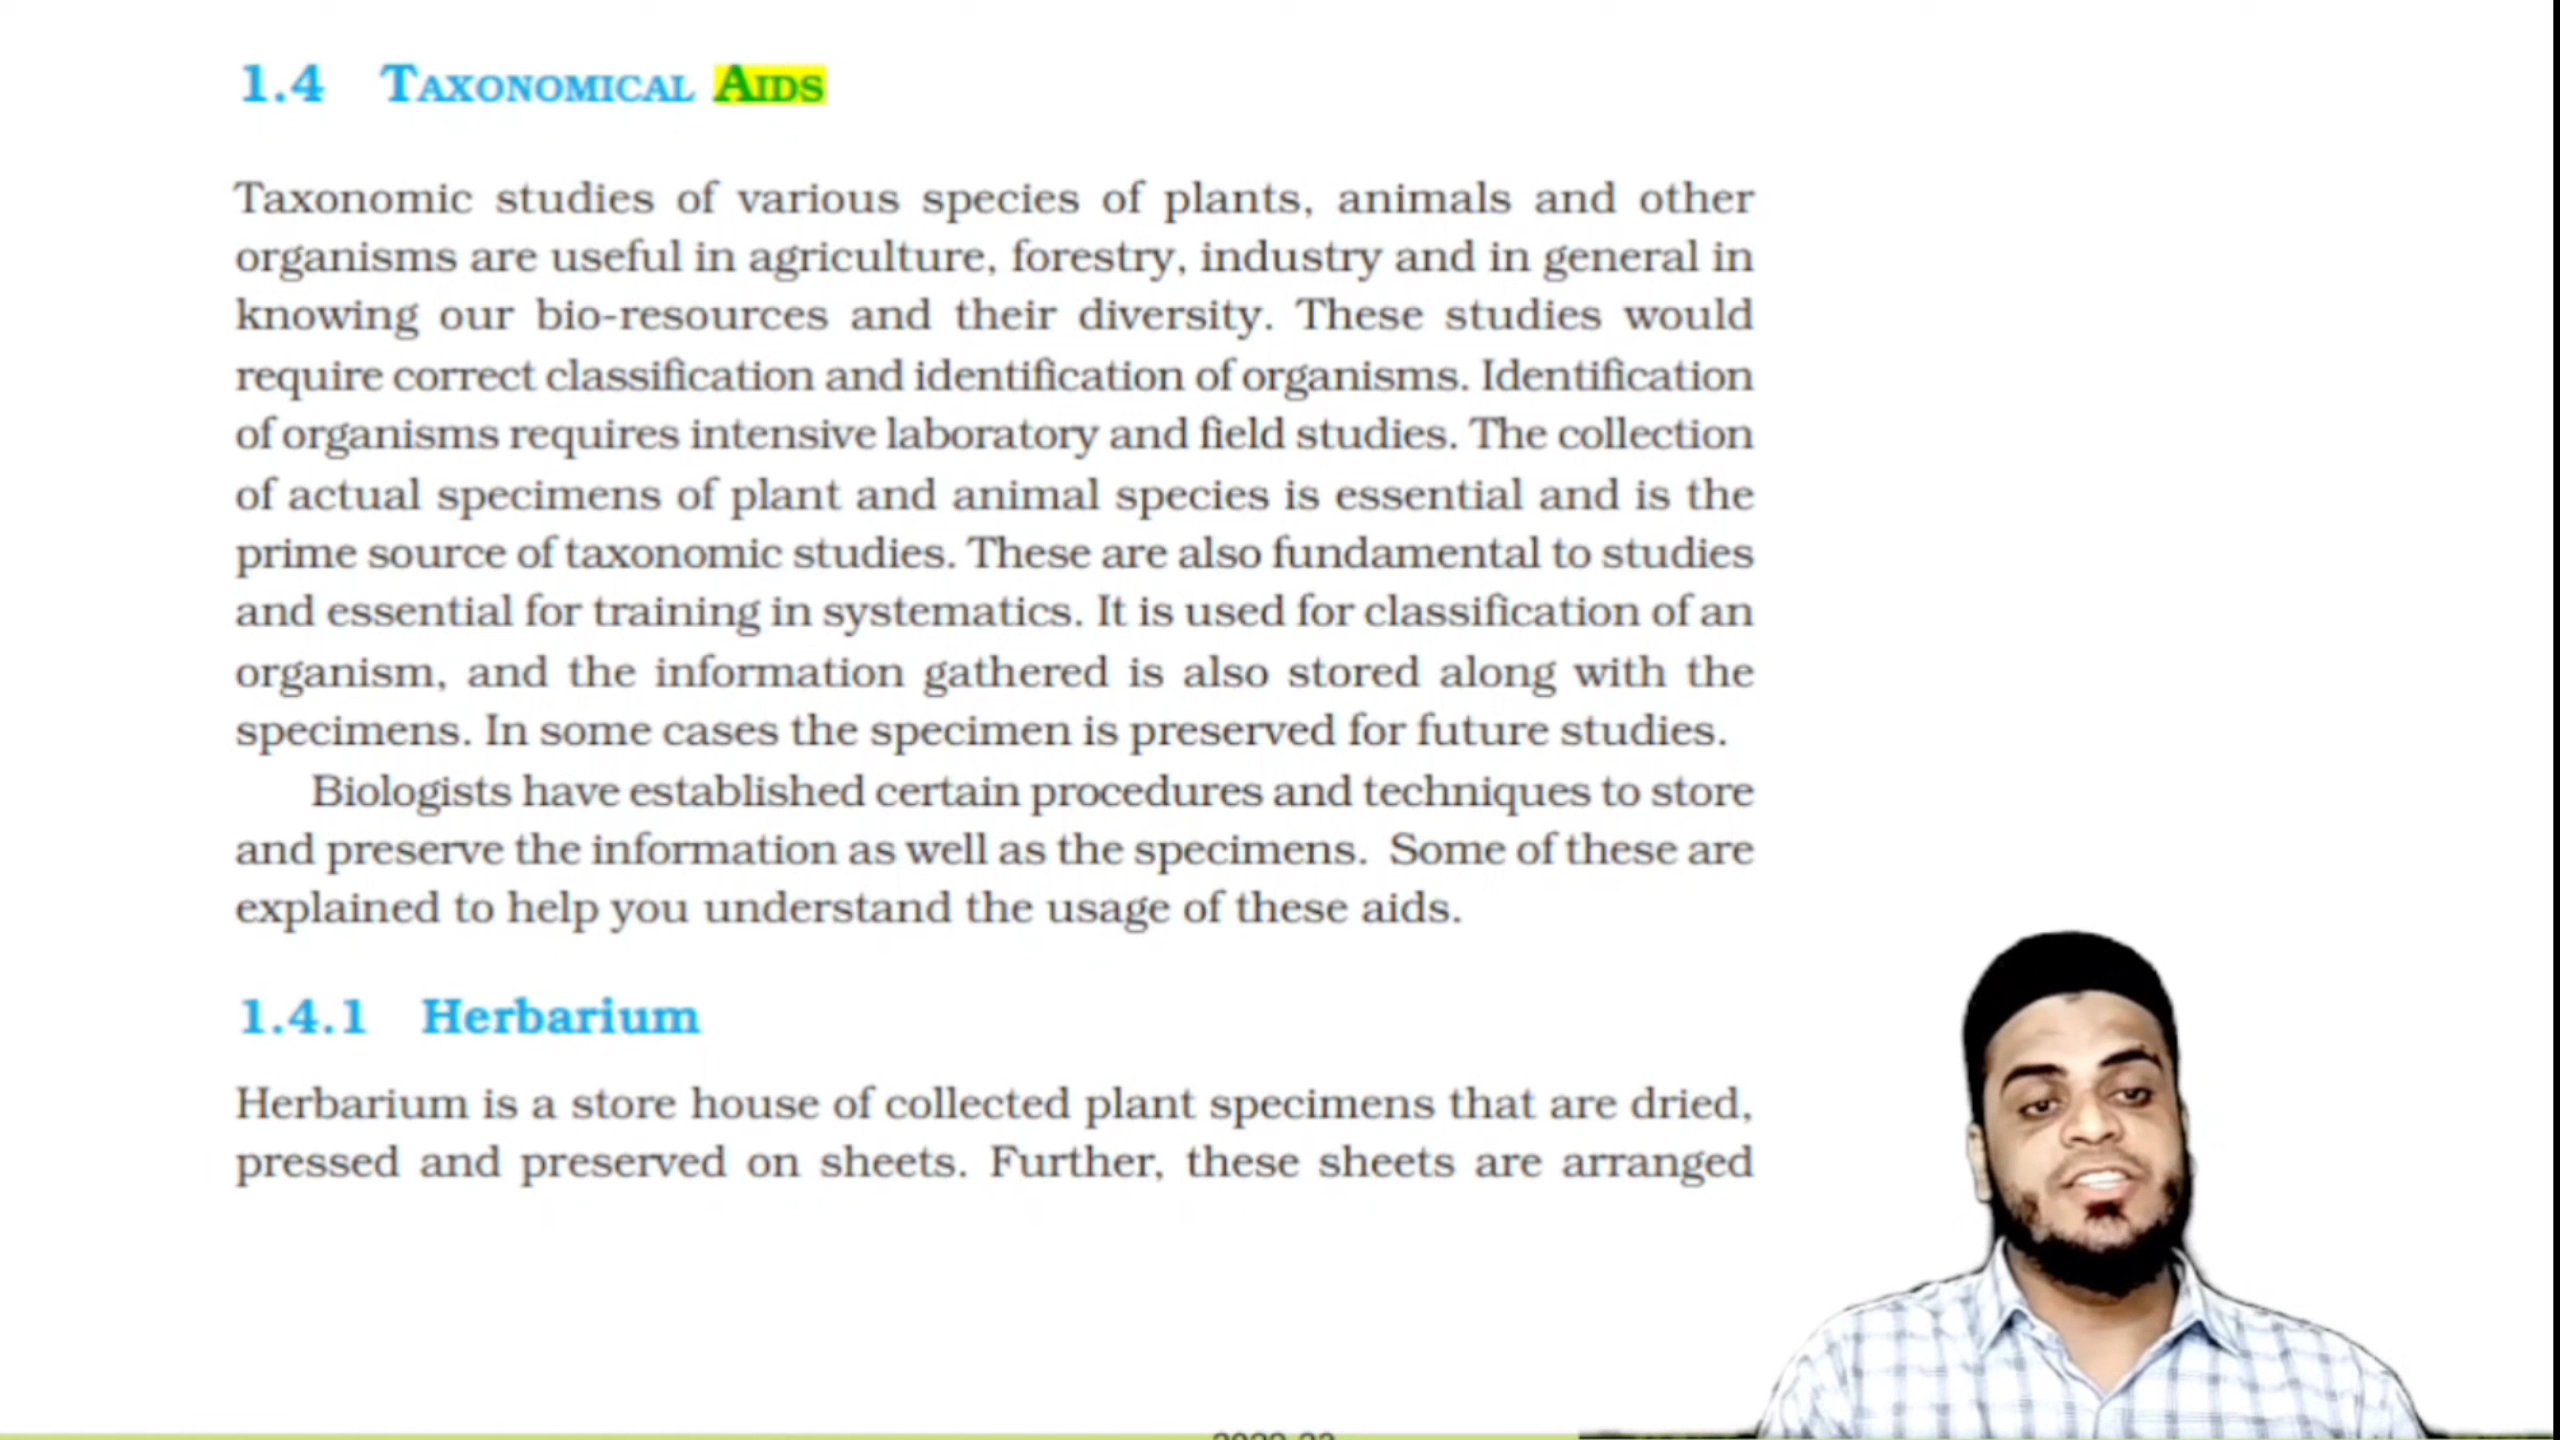 1.4 TAXONOMICAL AIDS
Taxonomic studies of various species of plants, animals and other
organisms are useful in agriculture, forestry, industry and in general in
knowing our bio-resources and their diversity. These studies would
require correct classification and identification of organisms. Identification
of organisms requires intensive laboratory and field studies. The collection
of actual specimens of plant and animal species is essential and is the
prime source of taxonomic studies. These are also fundamental to studies
and essential for training in systematics. It is used for classification of an
organism, and the information gathered is also stored along with the
specimens. In some cases the specimen is preserved for future studies.
Biologists have established certain procedures and techniques to store
and preserve the information as well as the specimens. Some of these are
explained to help you understand the usage of these aids.
1.4.1 Herbarium
Herbarium is a store house of collected plant specimens that are dried,
pressed and preserved on sheets. Further, these sheets are arranged